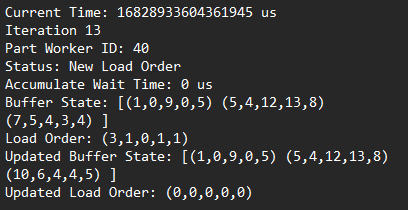 Current Time: 16828933604361945 us
Iteration 13
Part Worker ID: 40
Status: New Load Order
Accumulate Wait Time: 0 us
Buffer State: [(1,0,9,0,5) (5,4,12,13,8)
(7,5,4,3,4) ]
Load Order: (3,1,0,1,1)
Updated Buffer State: [(1,0,9,0,5) (5,4,12,13,8)
(10,6,4,4,5) ]
Updated Load Order: (0,0,0,0,0)